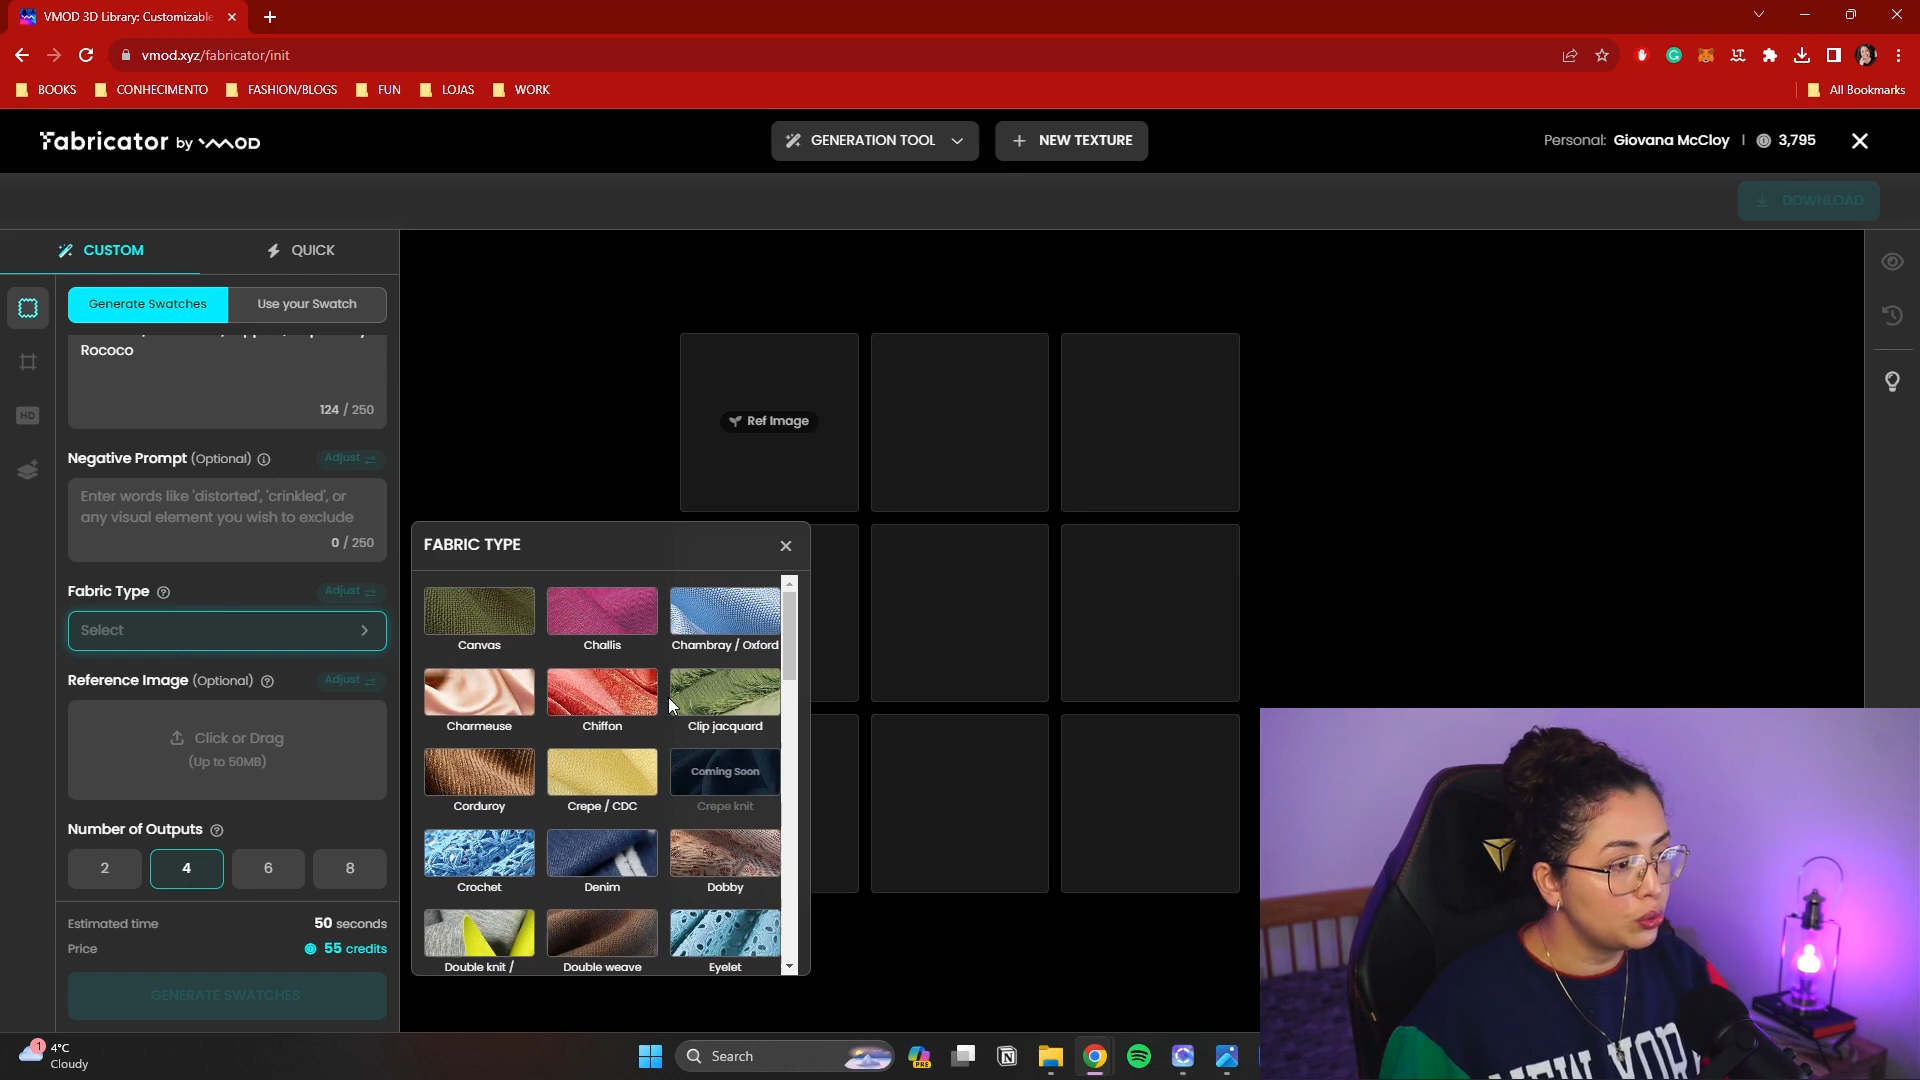 VMOD 3D Library: Customizable
vmod.xyz/fabricator/init
BOOKS
CONHECIMENTO
FASHION/BLOGS
FUN
LOJAS
WORK
All Bookmarks
Fabricator by VMOD
GENERATION TOOL
NEW TEXTURE
Personal: Giovana McCloy | 3,795
DOWNLOAD
CUSTOM
QUICK
Generate Swatches
Use your Swatch
Rococo
124 / 250
HD
Negative Prompt (Optional)
Adjust
Enter words like 'distorted', 'crinkled', or
any visual element you wish to exclude
0 / 250
Fabric Type
Adjust
Select
Reference Image (Optional)
Adjust
Click or Drag
(Up to 50MB)
Number of Outputs
2
4
6
8
Estimated time
50 seconds
Price
55 credits
GENERATE SWATCHES
Ref Image
FABRIC TYPE
Canvas
Challis
Chambray / Oxford
Charmeuse
Chiffon
Clip jacquard
Corduroy
Crepe / CDC
Coming Soon
Crepe knit
Crochet
Denim
Dobby
Double knit /
Double weave
Eyelet
1
4°C
Cloudy
Search
PRE
NEW YORK